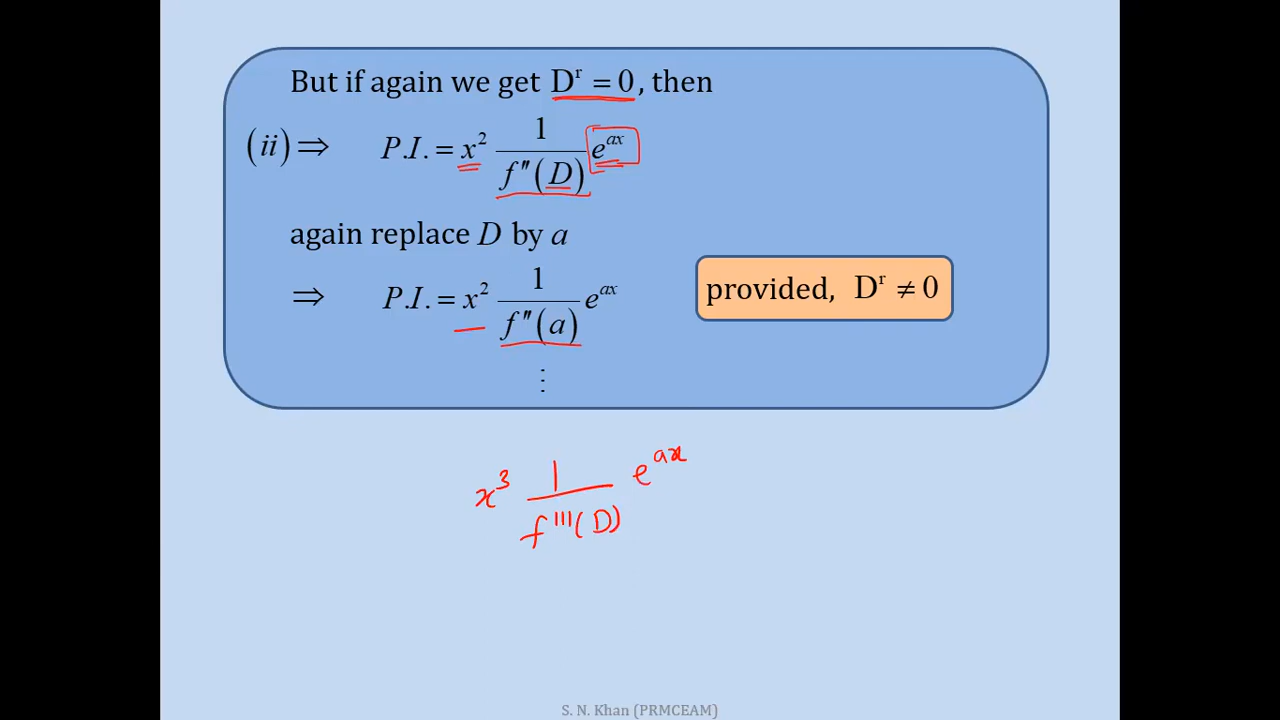 But if again we get Dʳ = 0, then
(ii) ⇒ P.I. = x² 1/f″(D) eᵃˣ
again replace D by a
⇒ P.I. = x² 1/f″(a) eᵃˣ
provided, Dʳ ≠ 0
⋮
x³ 1/f‴(D) eᵃˣ
S. N. Khan (PRMCEAM)